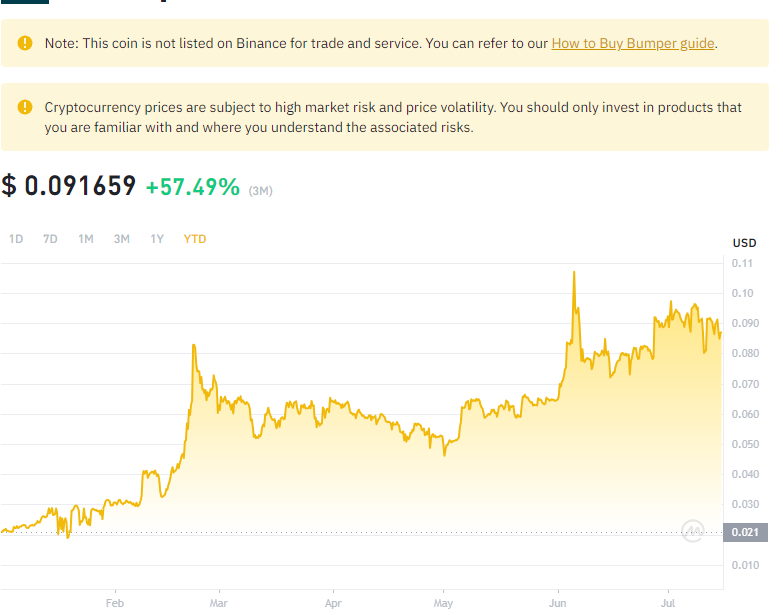 Note: This coin is not listed on Binance for trade and service. You can refer to our How to Buy Bumper guide.
Cryptocurrency prices are subject to high market risk and price volatility. You should only invest in products that
you are familiar with and where you understand the associated risks.
$ 0.091659 +57.49% (3M)
1D 7D 1M 3M 1Y YTD
USD
0.11
0.10
0.090
0.080
0.070
0.060
0.050
0.040
0.030
0.021
0.010
Feb Mar Apr May Jun Jul